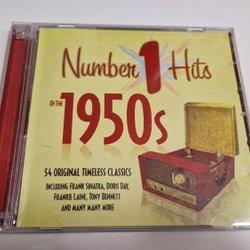 Number 1 Hits
OF THE
1950s
54 ORIGINAL TIMELESS CLASSICS
INCLUDING FRANK SINATRA, DORIS DAY,
FRANKIE LAINE, TONY BENNETT
AND MANY MANY MORE